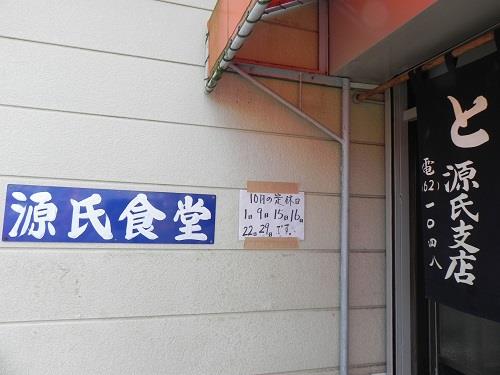 源氏食堂
10月の定休日
1日9日15日16日
22日29日です。
と
源氏支店
電(62)一〇四八